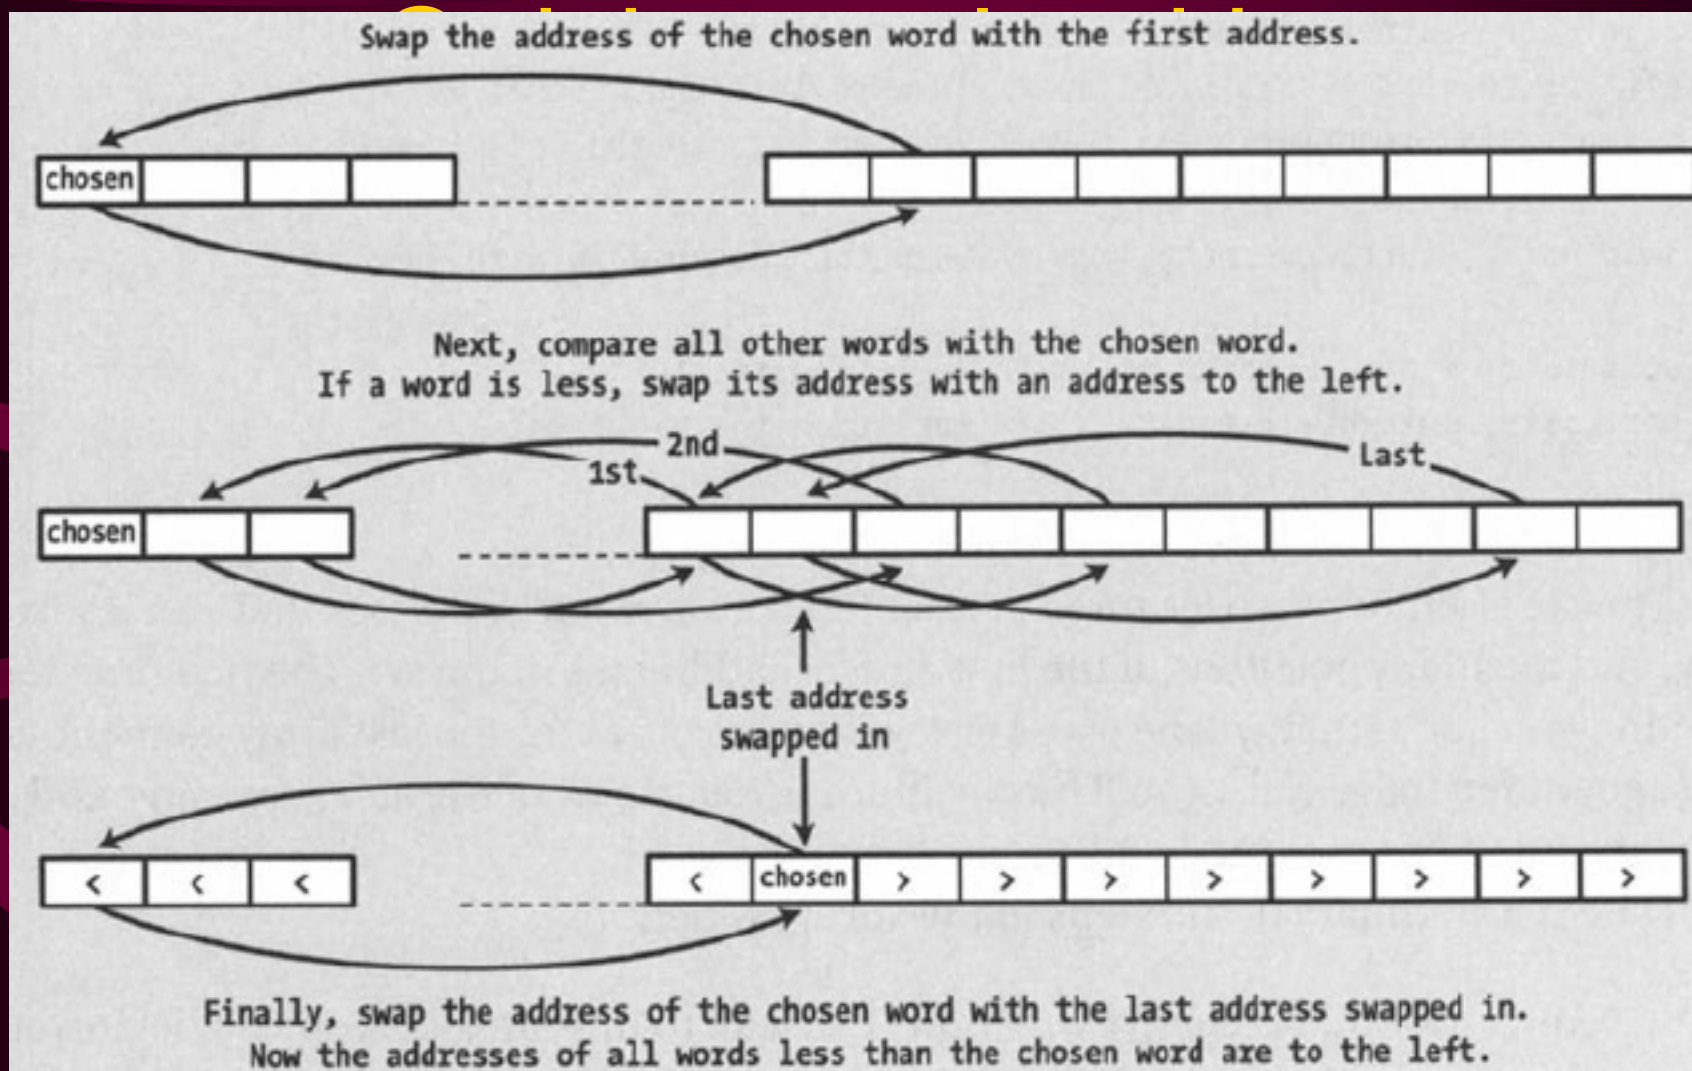 Swap the address of the chosen word with the first address.
chosen
Next, compare all other words with the chosen word.
If a word is less, swap its address with an address to the left.
2nd
1st
Last
chosen
Last address
swapped in
< < < < chosen > > > > > > > >
Finally, swap the address of the chosen word with the last address swapped in.
Now the addresses of all words less than the chosen word are to the left.